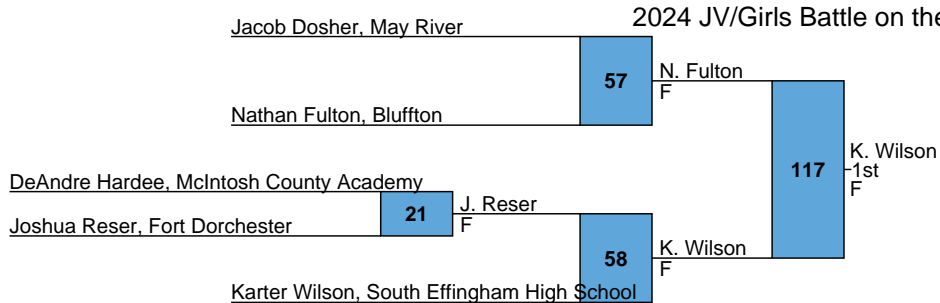 2024 JV/Girls Battle on the
Jacob Dosher, May River
57
N. Fulton
F
Nathan Fulton, Bluffton
117
K. Wilson
1st
F
DeAndre Hardee, McIntosh County Academy
21
J. Reser
F
Joshua Reser, Fort Dorchester
58
K. Wilson
F
Karter Wilson, South Effingham High School